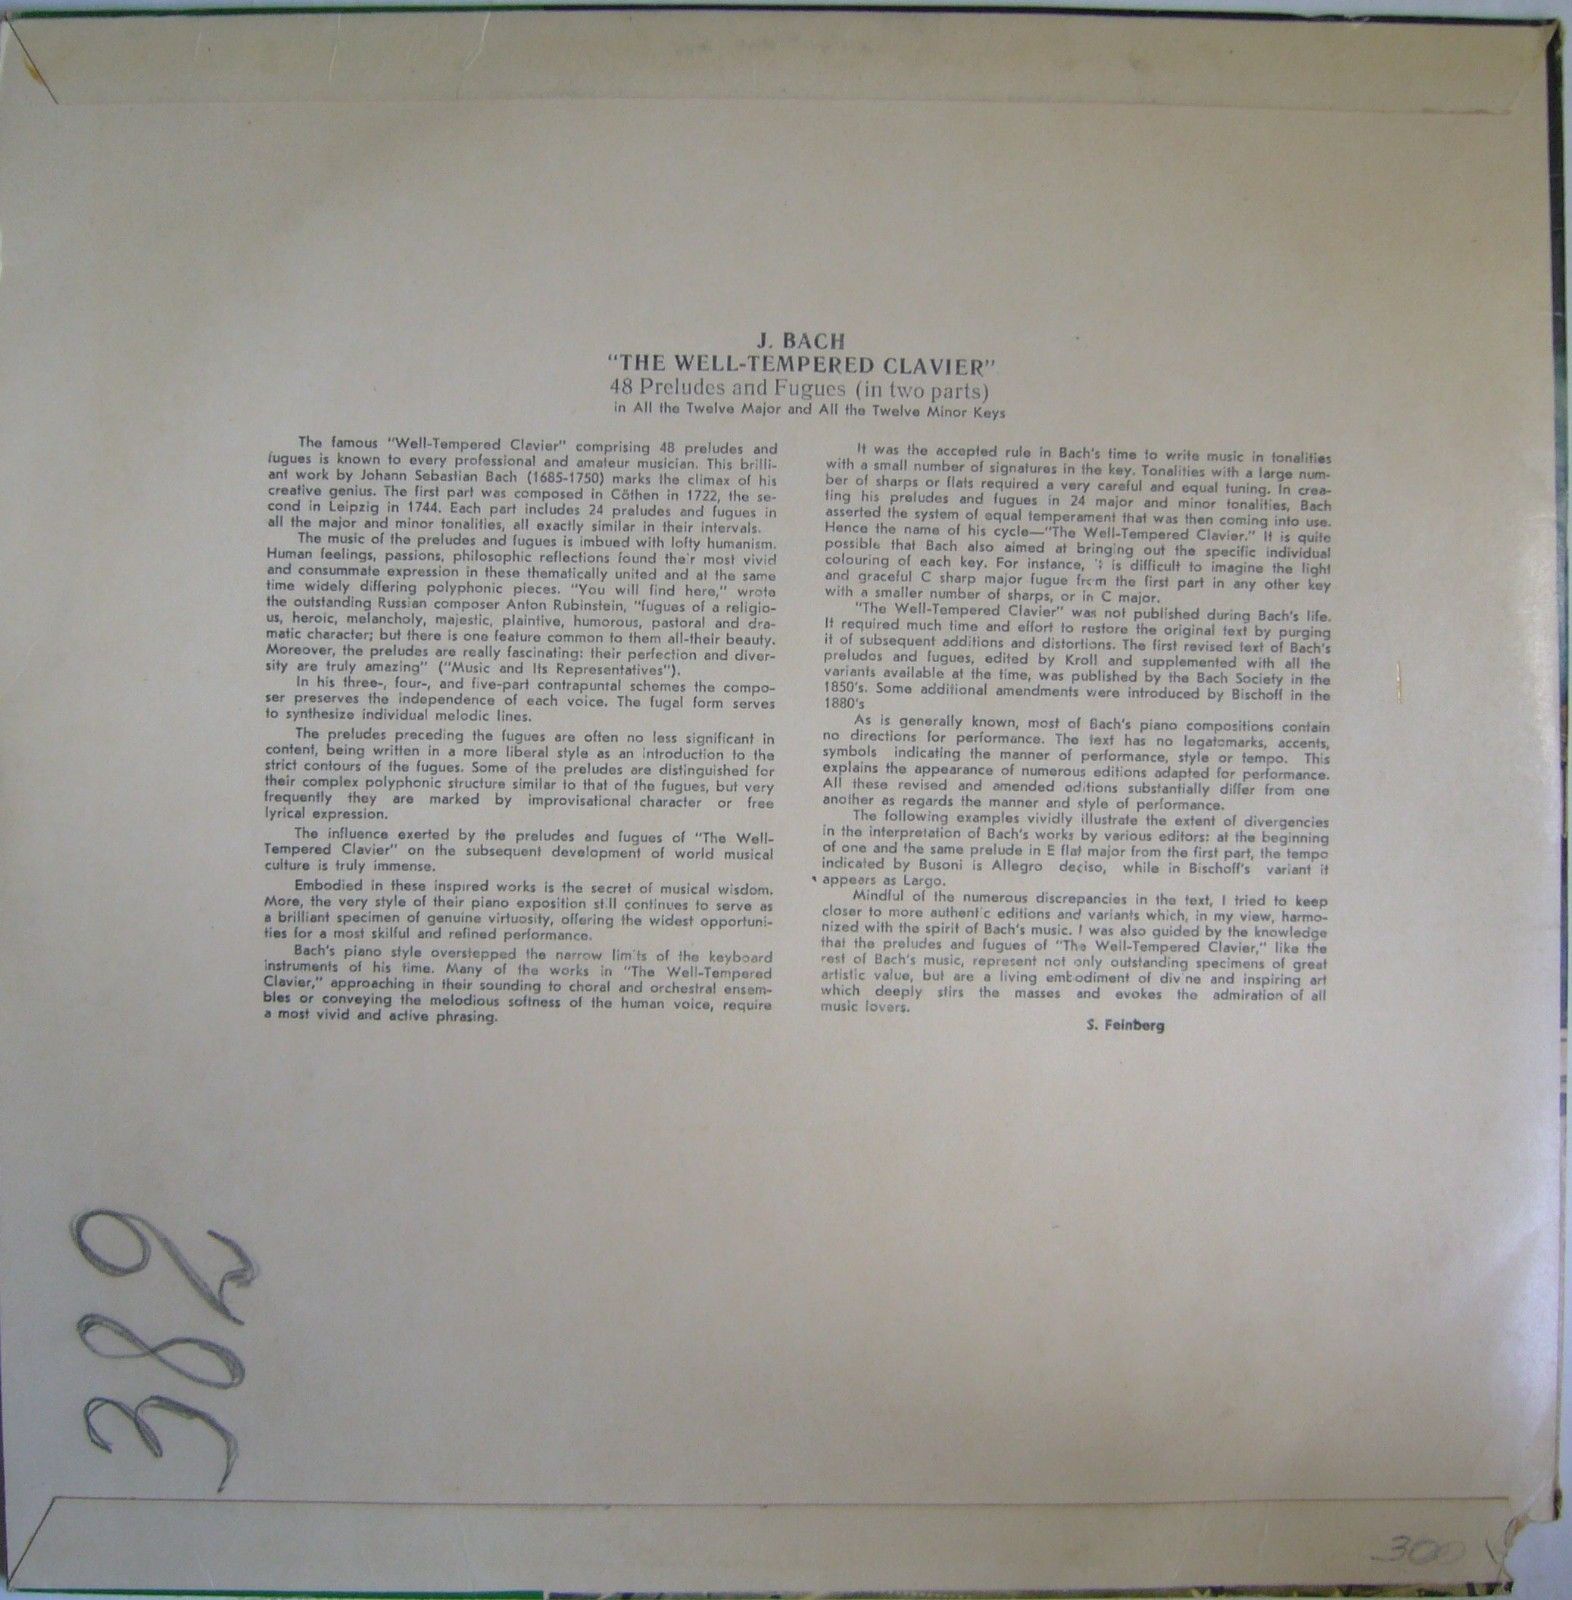 J. BACH
"THE WELL-TEMPERED CLAVIER"
48 Preludes and Fugues (in two parts)
in All the Twelve Major and All the Twelve Minor Keys
The famous "Well-Tempered Clavier" comprising 48 preludes and
fugues is known to every professional and amateur musician. This brilli-
ant work by Johann Sebastian Bach (1685-1750) marks the climax of his
creative genius. The first part was composed in Cöthen in 1722, the se-
cond in Leipzig in 1744. Each part includes 24 preludes and fugues in
all the major and minor tonalities, all exactly similar in their intervals.
The music of the preludes and fugues is imbued with lofty humanism.
Human feelings, passions, philosophic reflections found their most vivid
and consummate expression in these thematically united and at the same
time widely differing polyphonic pieces. "You will find here," wrote
the outstanding Russian composer Anton Rubinstein, "fugues of a religio-
us, heroic, melancholy, majestic, plaintive, humorous, pastoral and dra-
matic character; but there is one feature common to them all-their beauty.
Moreover, the preludes are really fascinating: their perfection and diver-
sity are truly amazing" ("Music and Its Representatives").
In his three-, four-, and five-part contrapuntal schemes the compo-
ser preserves the independence of each voice. The fugal form serves
to synthesize individual melodic lines.
The preludes preceding the fugues are often no less significant in
content, being written in a more liberal style as an introduction to the
strict contours of the fugues. Some of the preludes are distinguished for
their complex polyphonic structure similar to that of the fugues, but very
frequently they are marked by improvisational character or free
lyrical expression.
The influence exerted by the preludes and fugues of "The Well-
Tempered Clavier" on the subsequent development of world musical
culture is truly immense.
Embodied in these inspired works is the secret of musical wisdom.
More, the very style of their piano exposition still continues to serve as
a brilliant specimen of genuine virtuosity, offering the widest opportuni-
ties for a most skilful and refined performance.
Bach's piano style overstepped the narrow limits of the keyboard
instruments of his time. Many of the works in "The Well-Tempered
Clavier," approaching in their sounding to choral and orchestral ensem-
bles or conveying the melodious softness of the human voice, require
a most vivid and active phrasing.
It was the accepted rule in Bach's time to write music in tonalities
with a small number of signatures in the key. Tonalities with a large num-
ber of sharps or flats required a very careful and equal tuning. In crea-
ting his preludes and fugues in 24 major and minor tonalities, Bach
asserted the system of equal temperament that was then coming into use.
Hence the name of his cycle—"The Well-Tempered Clavier." It is quite
possible that Bach also aimed at bringing out the specific individual
colouring of each key. For instance, it is difficult to imagine the light
and graceful C sharp major fugue from the first part in any other key
with a smaller number of sharps, or in C major.
"The Well-Tempered Clavier" was not published during Bach's life.
It required much time and effort to restore the original text by purging
it of subsequent additions and distortions. The first revised text of Bach's
preludes and fugues, edited by Kroll and supplemented with all the
variants available at the time, was published by the Bach Society in the
1850's. Some additional amendments were introduced by Bischoff in the
1880's
As is generally known, most of Bach's piano compositions contain
no directions for performance. The text has no legatomarks, accents,
symbols indicating the manner of performance, style or tempo. This
explains the appearance of numerous editions adapted for performance.
All these revised and amended editions substantially differ from one
another as regards the manner and style of performance.
The following examples vividly illustrate the extent of divergencies
in the interpretation of Bach's works by various editors: at the beginning
of one and the same prelude in E flat major from the first part, the tempo
indicated by Busoni is Allegro deciso, while in Bischoff's variant it
appears as Largo.
Mindful of the numerous discrepancies in the text, I tried to keep
closer to more authentic editions and variants which, in my view, harmo-
nized with the spirit of Bach's music. I was also guided by the knowledge
that the preludes and fugues of "The Well-Tempered Clavier," like the
rest of Bach's music, represent not only outstanding specimens of great
artistic value, but are a living embodiment of divine and inspiring art
which deeply stirs the masses and evokes the admiration of all
music lovers.
S. Feinberg
382
300